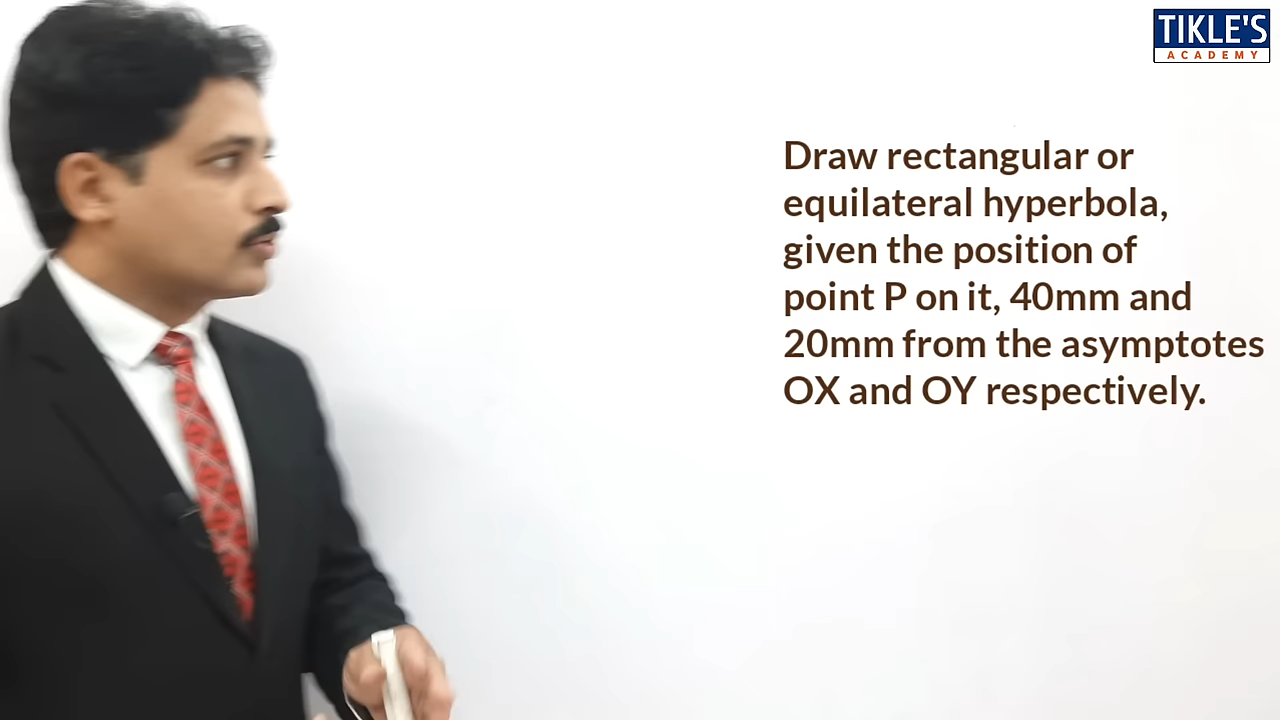 TIKLE'S
ACADEMY
Draw rectangular or
equilateral hyperbola,
given the position of
point P on it, 40mm and
20mm from the asymptotes
OX and OY respectively.